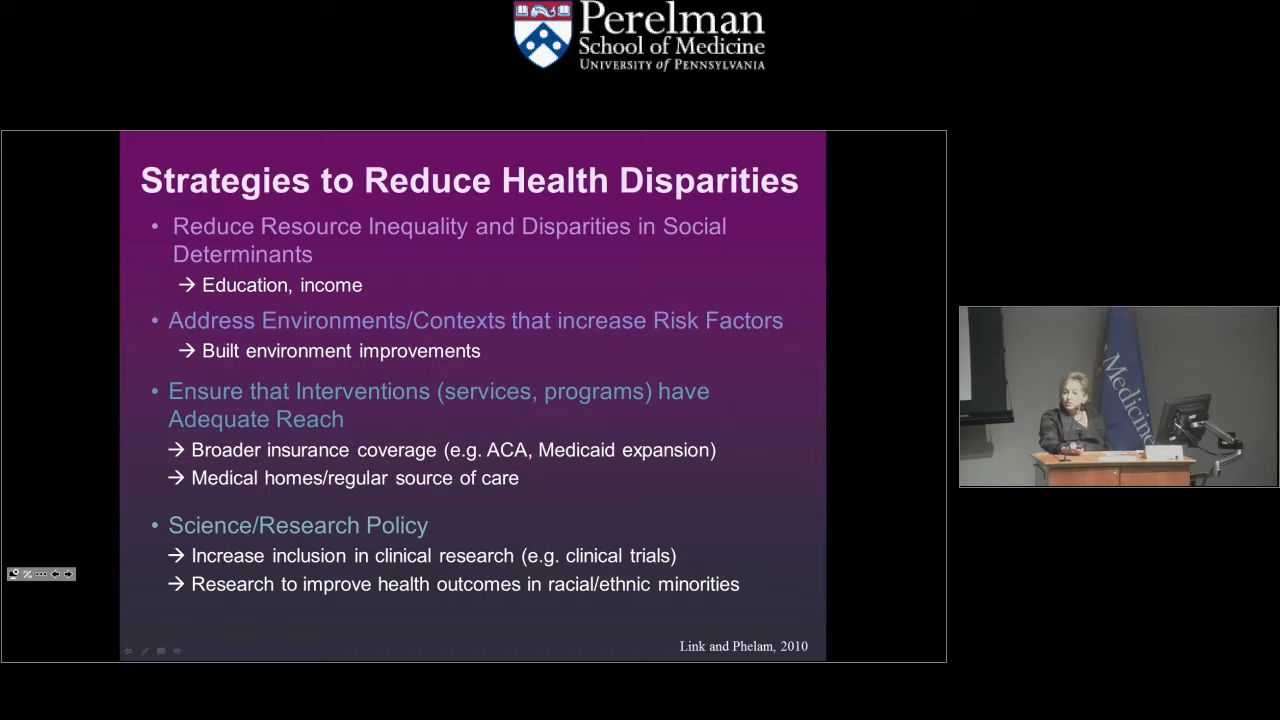 Perelman
School of Medicine
UNIVERSITY of PENNSYLVANIA
Strategies to Reduce Health Disparities
• Reduce Resource Inequality and Disparities in Social
Determinants
→ Education, income
• Address Environments/Contexts that increase Risk Factors
→ Built environment improvements
• Ensure that Interventions (services, programs) have
Adequate Reach
→ Broader insurance coverage (e.g. ACA, Medicaid expansion)
→ Medical homes/regular source of care
• Science/Research Policy
→ Increase inclusion in clinical research (e.g. clinical trials)
→ Research to improve health outcomes in racial/ethnic minorities
Link and Phelam, 2010
Medicine